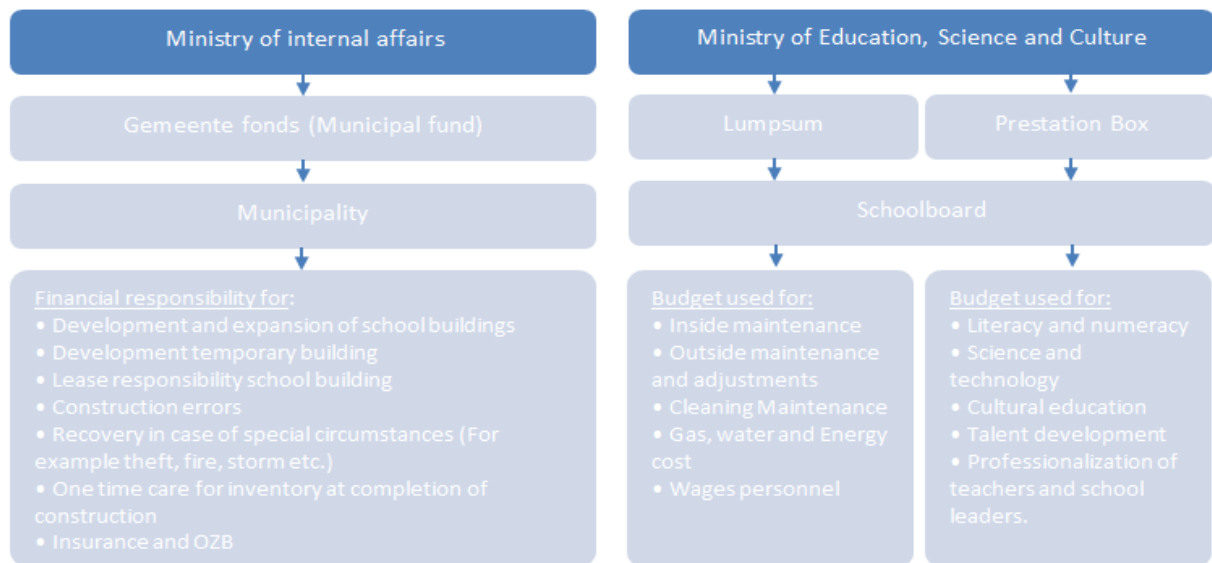 Ministry of internal affairs
Gemeente fonds (Municipal fund)
Municipality
Financial responsibility for:
• Development and expansion of school buildings
• Development temporary building
• Lease responsibility school building
• Construction errors
• Recovery in case of special circumstances (For
example theft, fire, storm etc.)
• One time care for inventory at completion of
construction
• Insurance and OZB
Ministry of Education, Science and Culture
Lumpsum
Prestation Box
Schoolboard
Budget used for:
• Inside maintenance
• Outside maintenance
and adjustments
• Cleaning Maintenance
• Gas, water and Energy
cost
• Wages personnel
Budget used for:
• Literacy and numeracy
• Science and
technology
• Cultural education
• Talent development
• Professionalization of
teachers and school
leaders.